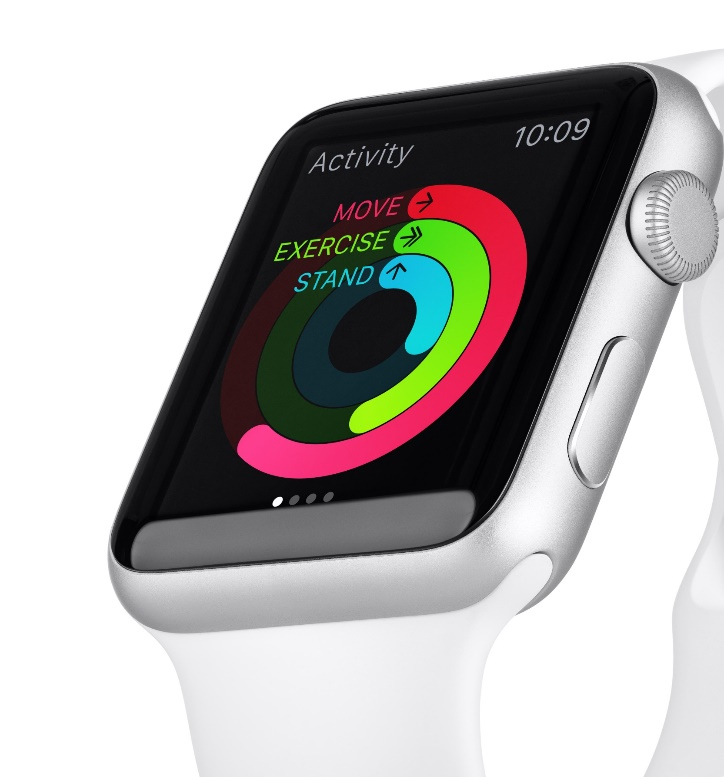 Activity 10:09
MOVE
EXERCISE
STAND